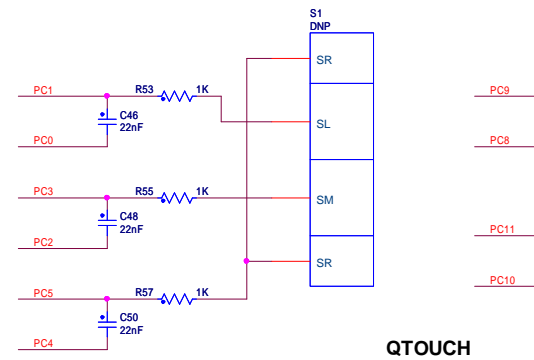 S1
DNP
SR
SL
SM
SR
PC1
R53 1K
C46
22nF
PC0
PC3
R55 1K
C48
22nF
PC2
PC5
R57 1K
C50
22nF
PC4
PC9
PC8
PC11
PC10
QTOUCH